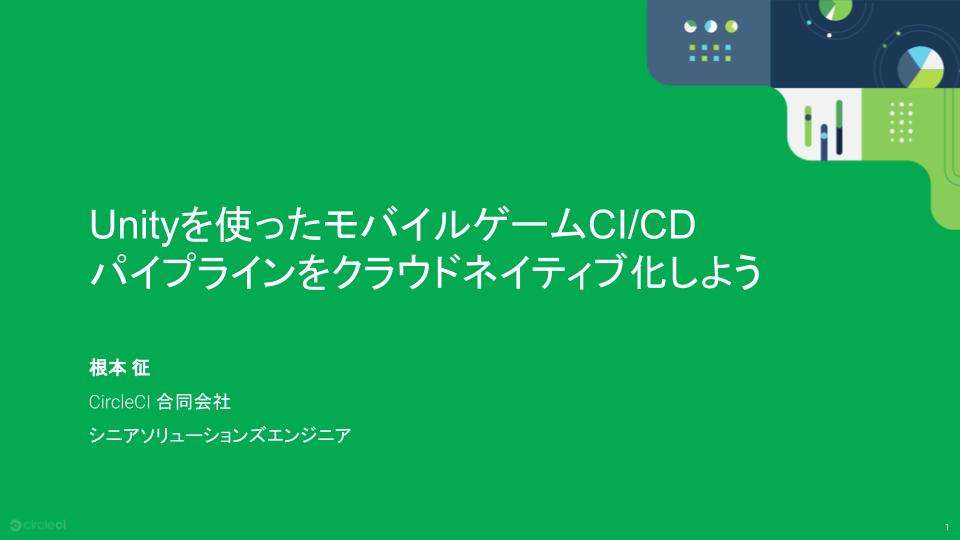 Unityを使ったモバイルゲームCI/CD
パイプラインをクラウドネイティブ化しよう
根本 征
CircleCI 合同会社
シニアソリューションズエンジニア
circleci
1